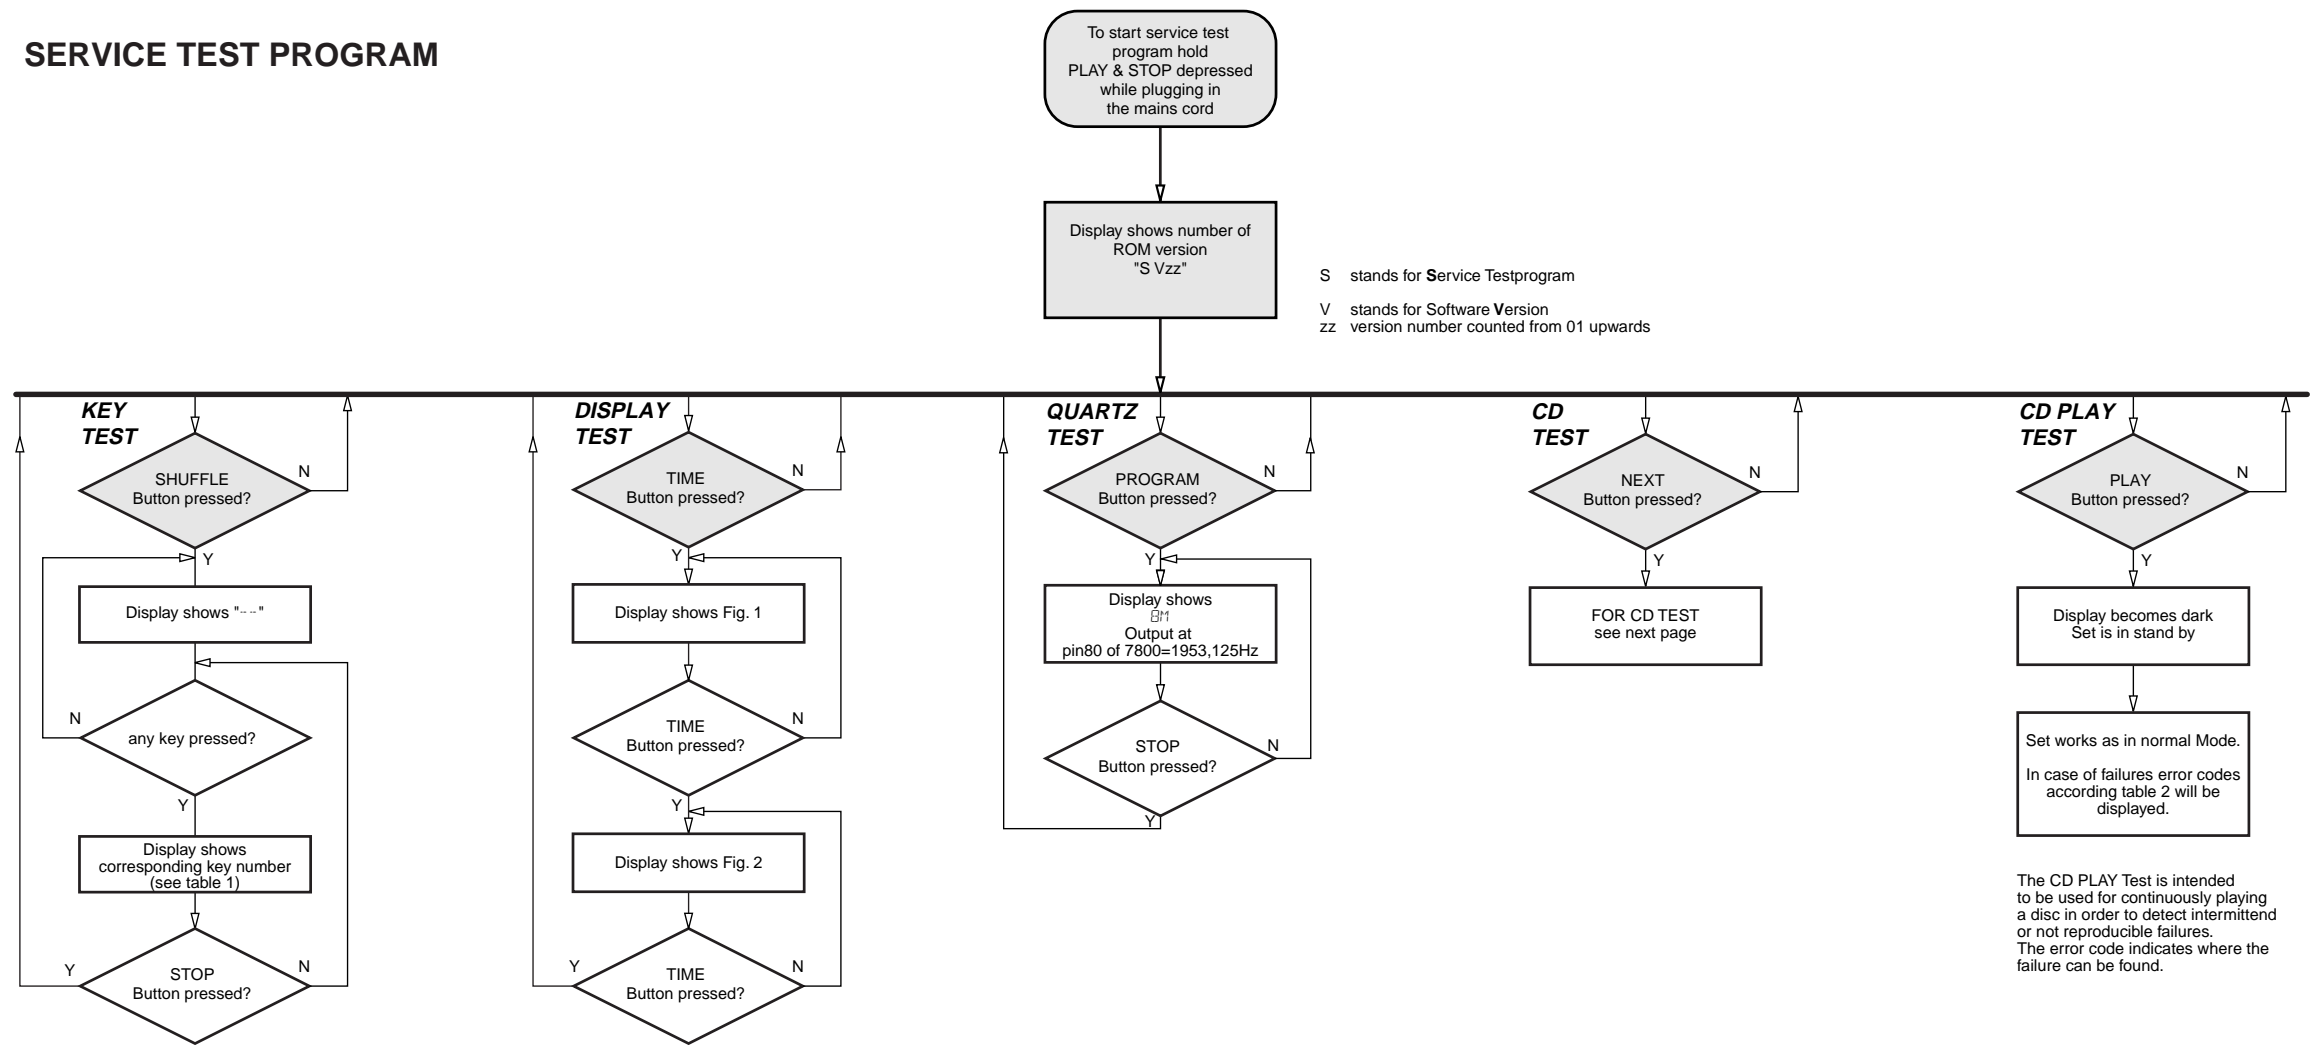 SERVICE TEST PROGRAM
To start service test
program hold
PLAY & STOP depressed
while plugging in
the mains cord
Display shows number of
ROM version
"S Vzz"
S stands for Service Testprogram
V stands for Software Version
zz version number counted from 01 upwards
KEY
TEST
SHUFFLE
Button pressed?
N
Y
Display shows "-- --"
any key pressed?
N
Y
Display shows
corresponding key number
(see table 1)
STOP
Button pressed?
Y
N
DISPLAY
TEST
TIME
Button pressed?
N
Y
Display shows Fig. 1
TIME
Button pressed?
N
Y
Display shows Fig. 2
TIME
Button pressed?
Y
N
QUARTZ
TEST
PROGRAM
Button pressed?
N
Y
Display shows
8M
Output at
pin80 of 7800=1953,125Hz
STOP
Button pressed?
N
Y
CD
TEST
NEXT
Button pressed?
N
Y
FOR CD TEST
see next page
CD PLAY
TEST
PLAY
Button pressed?
N
Y
Display becomes dark
Set is in stand by
Set works as in normal Mode.
In case of failures error codes
according table 2 will be
displayed.
The CD PLAY Test is intended
to be used for continuously playing
a disc in order to detect intermittend
or not reproducible failures.
The error code indicates where the
failure can be found.